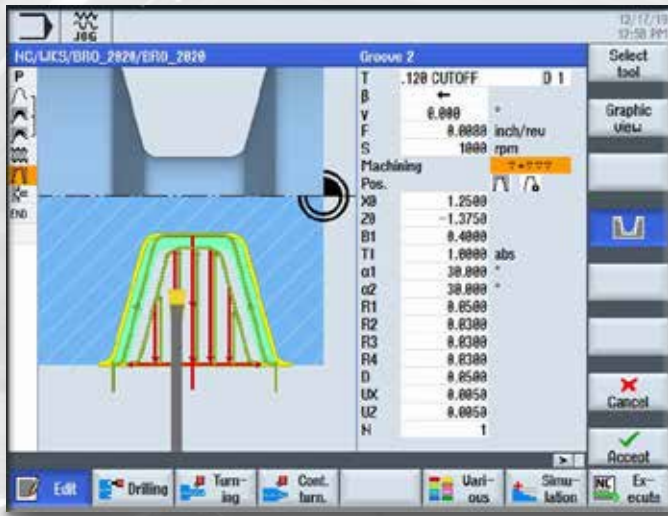 JOG
12/17/19
12:58 PM
NC/WKS/BRO_2020/BRO_2020
Groove 2
Select tool
P
T .120 CUTOFF D 1
β ←
γ 0.000 °
F 0.0080 inch/rev
S 1000 rpm
Graphic view
Machining ▽+▽▽▽
Pos.
X0 1.2500
Z0 -1.3750
B1 0.4000
T1 1.0000 abs
α1 30.000 °
α2 30.000 °
R1 0.0500
R2 0.0300
R3 0.0300
R4 0.0300
D 0.0500
UX 0.0050
UZ 0.0050
N 1
END
Cancel
Accept
Edit
Drilling
Turn-
ing
Cont.
turn.
Vari-
ous
Simu-
lation
NC Ex-
ecute